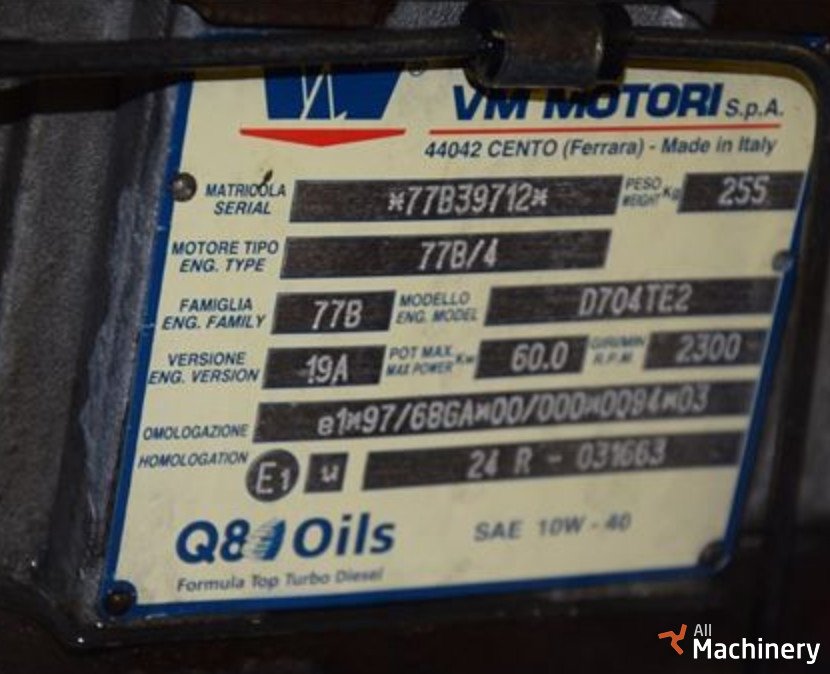 VM MOTORI S.p.A.
44042 CENTO (Ferrara) - Made in Italy
MATRICOLA SERIAL *77B39712* PESO WEIGHT Kg 255
MOTORE TIPO ENG. TYPE 77B/4
FAMIGLIA ENG. FAMILY 77B MODELLO ENG. MODEL D704TE2
VERSIONE ENG. VERSION 19A POT MAX MAX POWER Kw 60.0 GIRI/MIN R.P.M 2300
OMOLOGAZIONE e1*97/68GA*00/000*0094*03
HOMOLOGATION E1 u 24 R - 031663
Q8 Oils SAE 10W - 40
Formula Top Turbo Diesel
All
Machinery